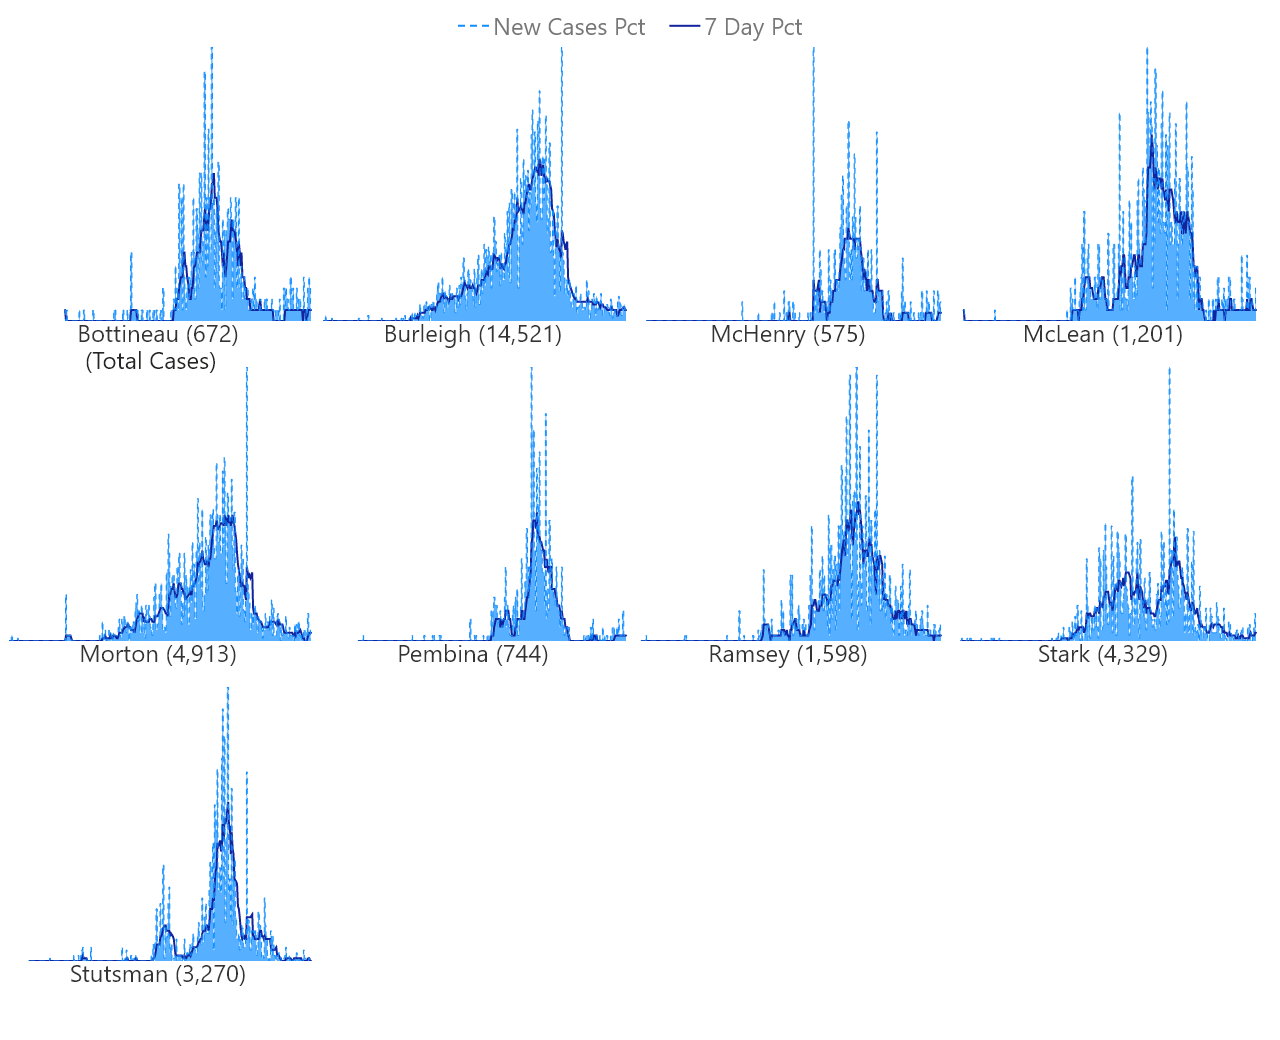 New Cases Pct 7 Day Pct
Bottineau (672) Burleigh (14,521) McHenry (575) McLean (1,201)
(Total Cases)
Morton (4,913) Pembina (744) Ramsey (1,598) Stark (4,329)
Stutsman (3,270)